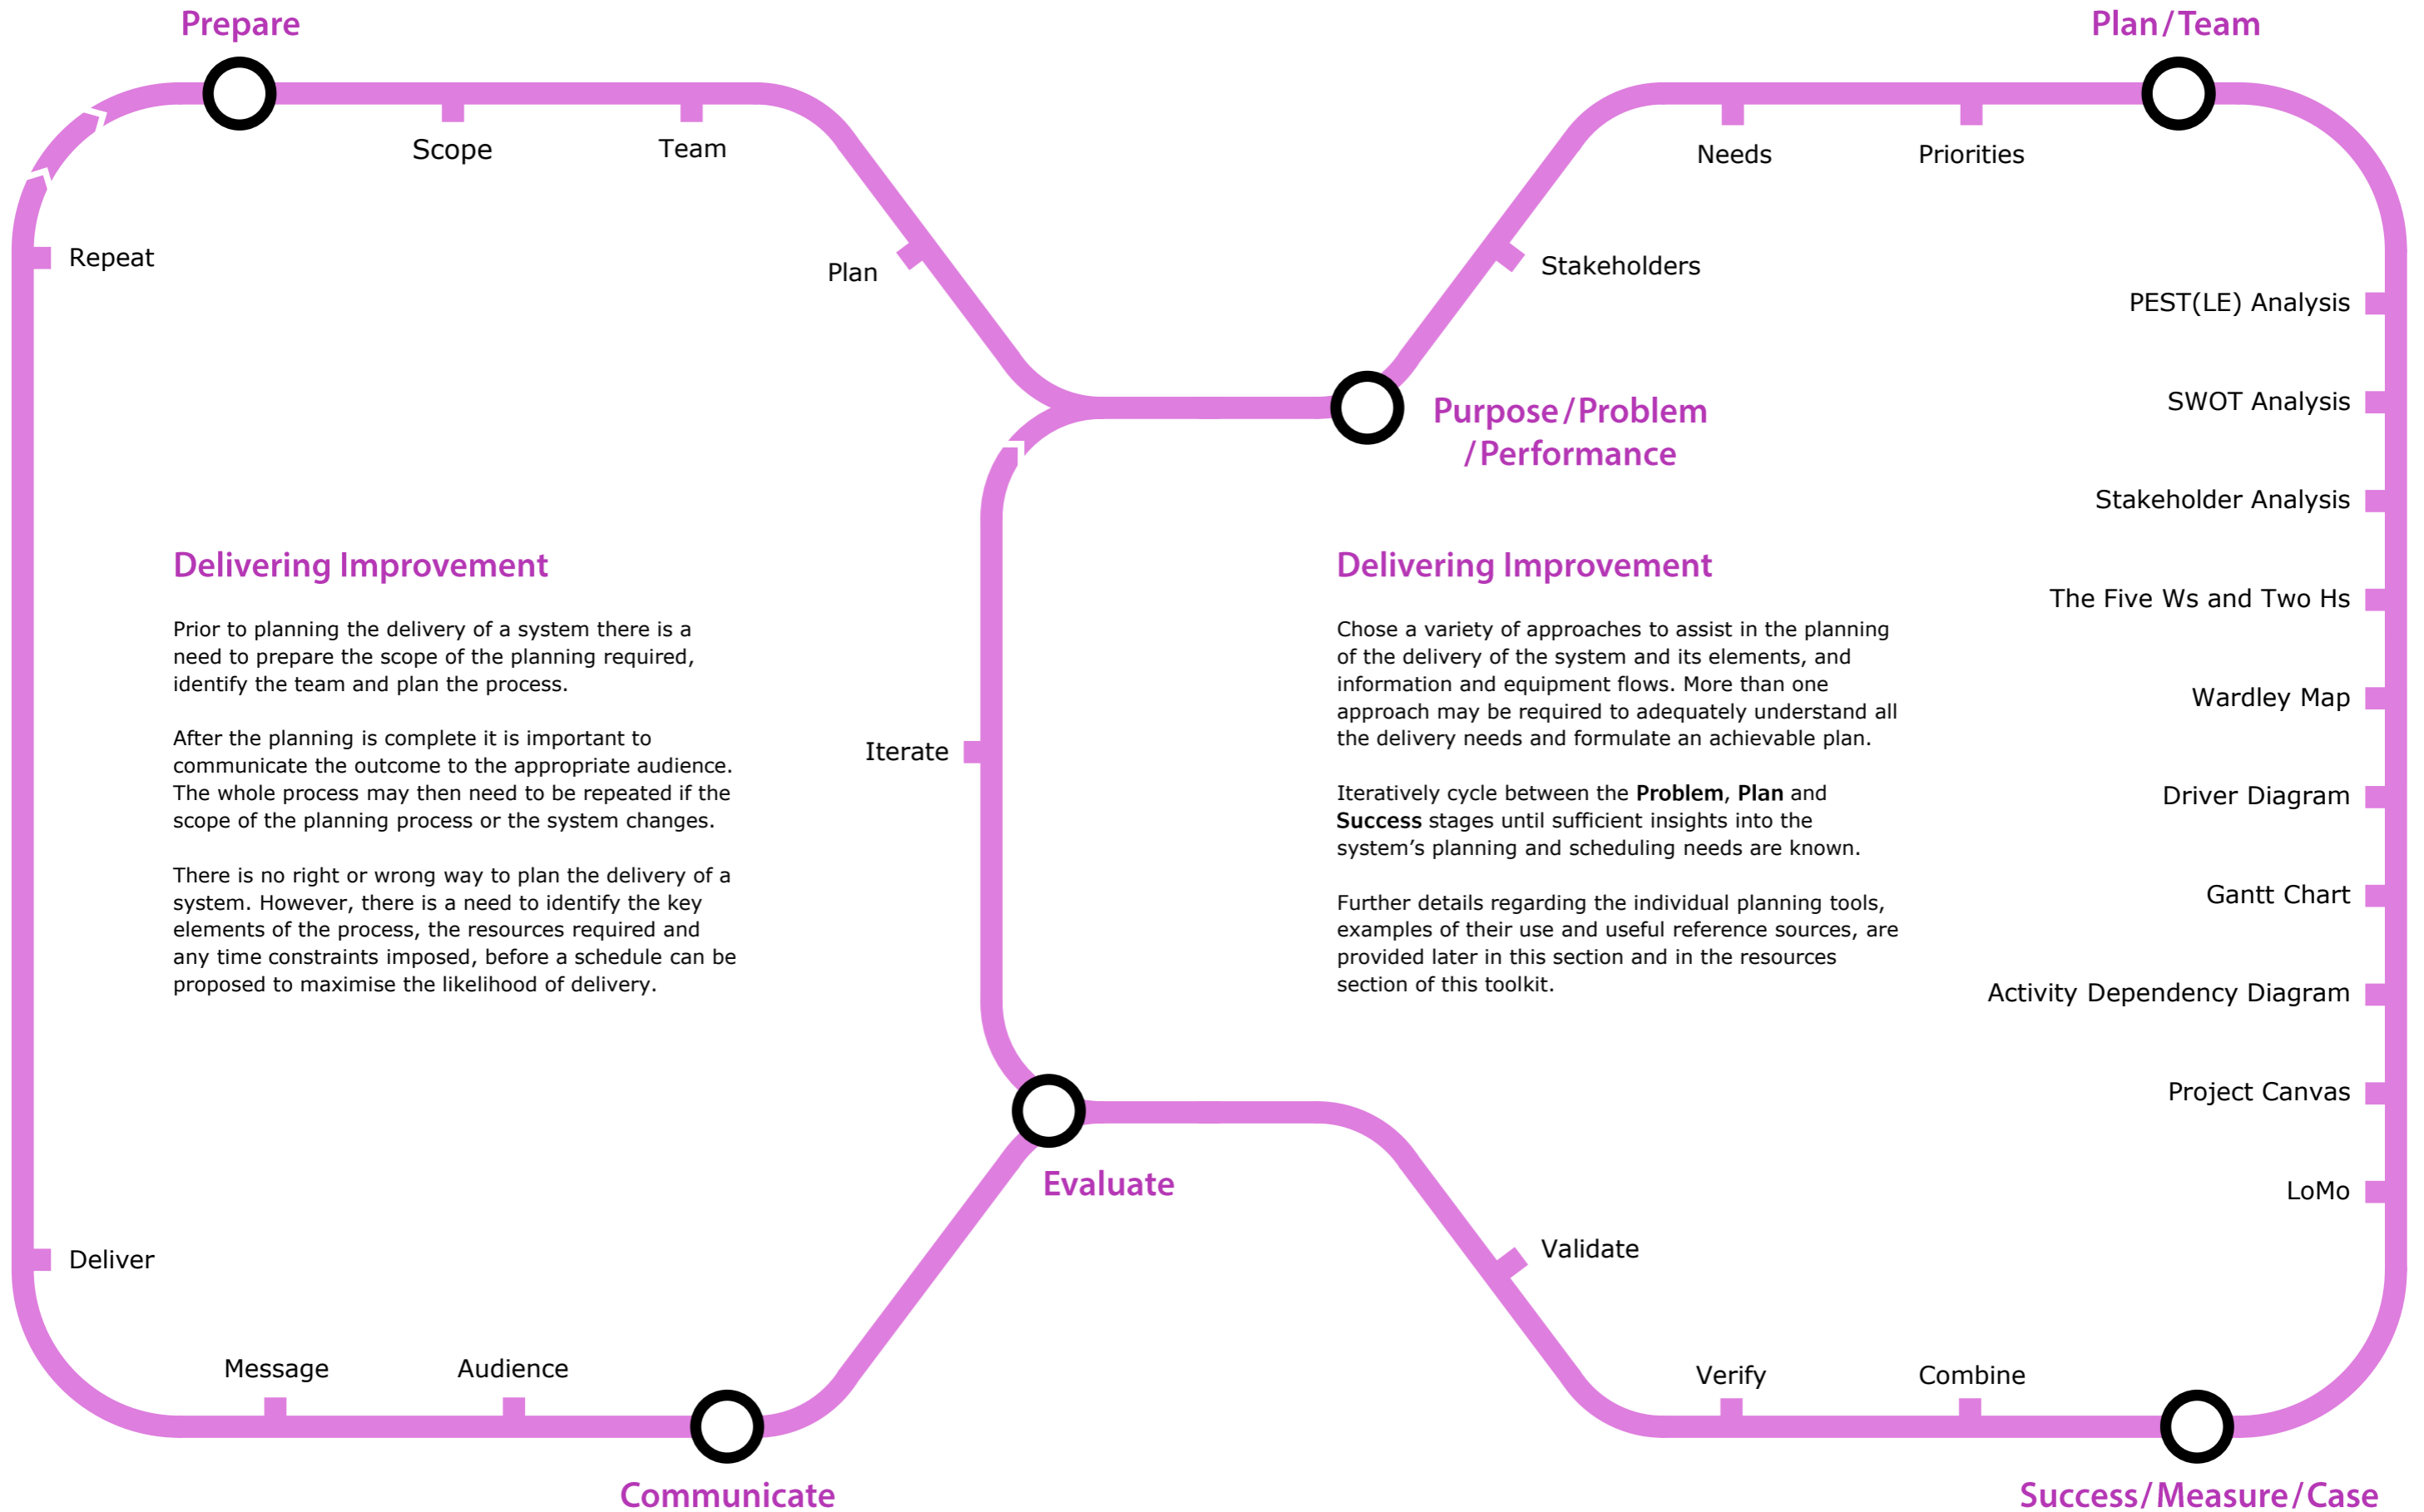 Prepare
Plan/Team
Scope
Team
Needs
Priorities
Repeat
Plan
Stakeholders
PEST(LE) Analysis
SWOT Analysis
Purpose/Problem
/Performance
Stakeholder Analysis
Delivering Improvement
Prior to planning the delivery of a system there is a
need to prepare the scope of the planning required,
identify the team and plan the process.
After the planning is complete it is important to
communicate the outcome to the appropriate audience.
The whole process may then need to be repeated if the
scope of the planning process or the system changes.
There is no right or wrong way to plan the delivery of a
system. However, there is a need to identify the key
elements of the process, the resources required and
any time constraints imposed, before a schedule can be
proposed to maximise the likelihood of delivery.
Iterate
Delivering Improvement
Chose a variety of approaches to assist in the planning
of the delivery of the system and its elements, and
information and equipment flows. More than one
approach may be required to adequately understand all
the delivery needs and formulate an achievable plan.
Iteratively cycle between the Problem, Plan and
Success stages until sufficient insights into the
system's planning and scheduling needs are known.
Further details regarding the individual planning tools,
examples of their use and useful reference sources, are
provided later in this section and in the resources
section of this toolkit.
The Five Ws and Two Hs
Wardley Map
Driver Diagram
Gantt Chart
Activity Dependency Diagram
Project Canvas
LoMo
Evaluate
Deliver
Validate
Message
Audience
Verify
Combine
Communicate
Success/Measure/Case